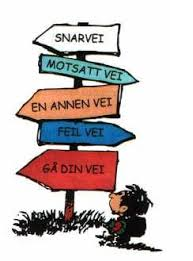 SNARVEI
MOTSATT VEI
EN ANNEN VEI
FEIL VEI
GÅ DIN VEI